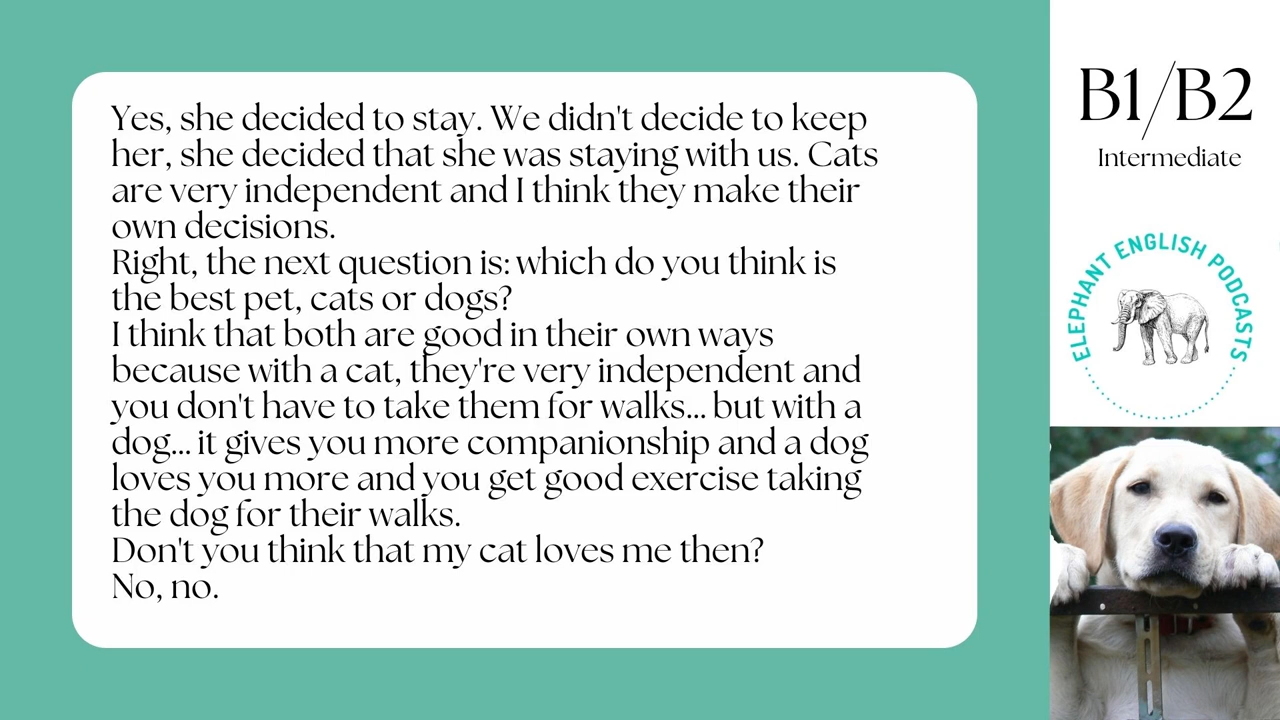 Yes, she decided to stay. We didn't decide to keep
her, she decided that she was staying with us. Cats
are very independent and I think they make their
own decisions.
Right, the next question is: which do you think is
the best pet, cats or dogs?
I think that both are good in their own ways
because with a cat, they're very independent and
you don't have to take them for walks... but with a
dog... it gives you more companionship and a dog
loves you more and you get good exercise taking
the dog for their walks.
Don't you think that my cat loves me then?
No, no.
B1/B2
Intermediate
ELEPHANT ENGLISH PODCASTS